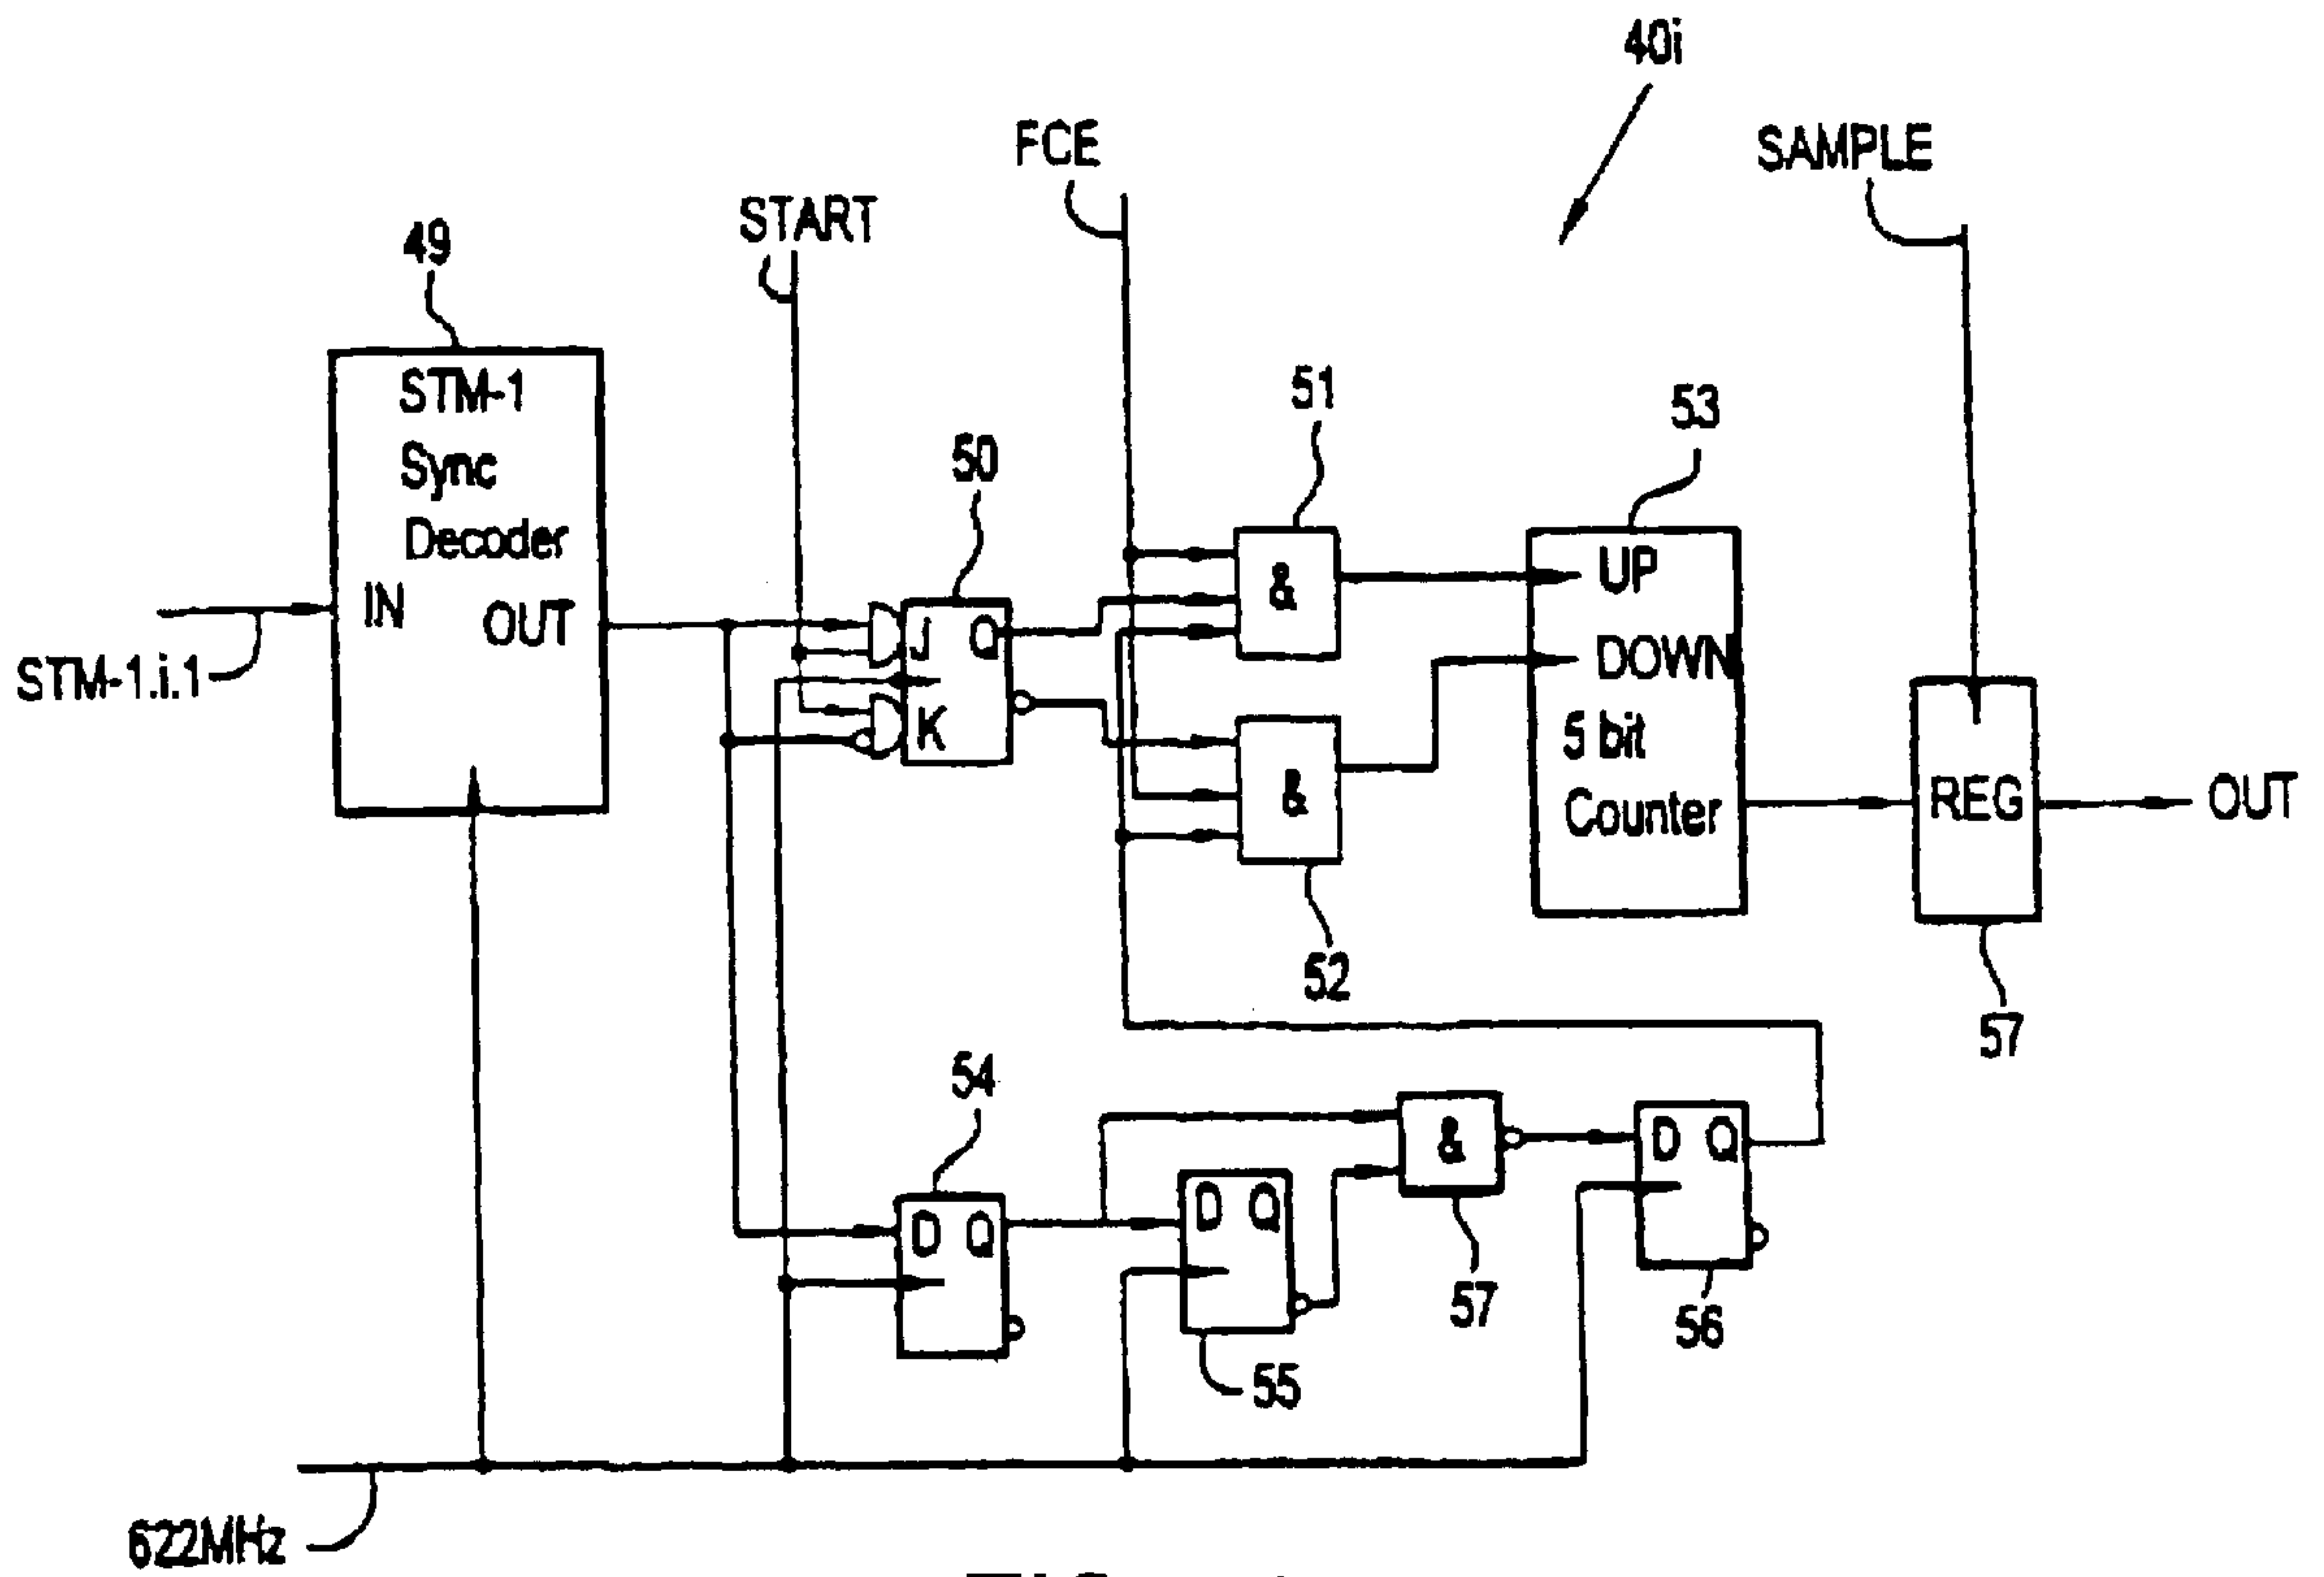 40i
FCE
SAMPLE
START
49
STM-1
Sync
Decoder
IN
OUT
STM-1.i.1
50
J Q
K
51
&
52
&
53
UP
DOWN
5 bit
Counter
REG
57
OUT
54
D Q
55
D Q
57
&
56
D Q
622MHz